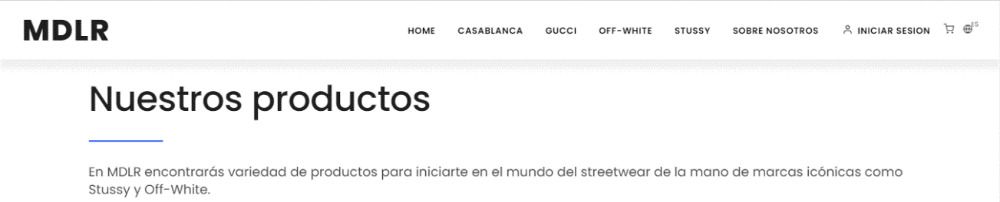 MDLR HOME CASABLANCA GUCCI OFF-WHITE STUSSY SOBRE NOSOTROS INICIAR SESION ES
Nuestros productos
En MDLR encontrarás variedad de productos para iniciarte en el mundo del streetwear de la mano de marcas icónicas como
Stussy y Off-White.